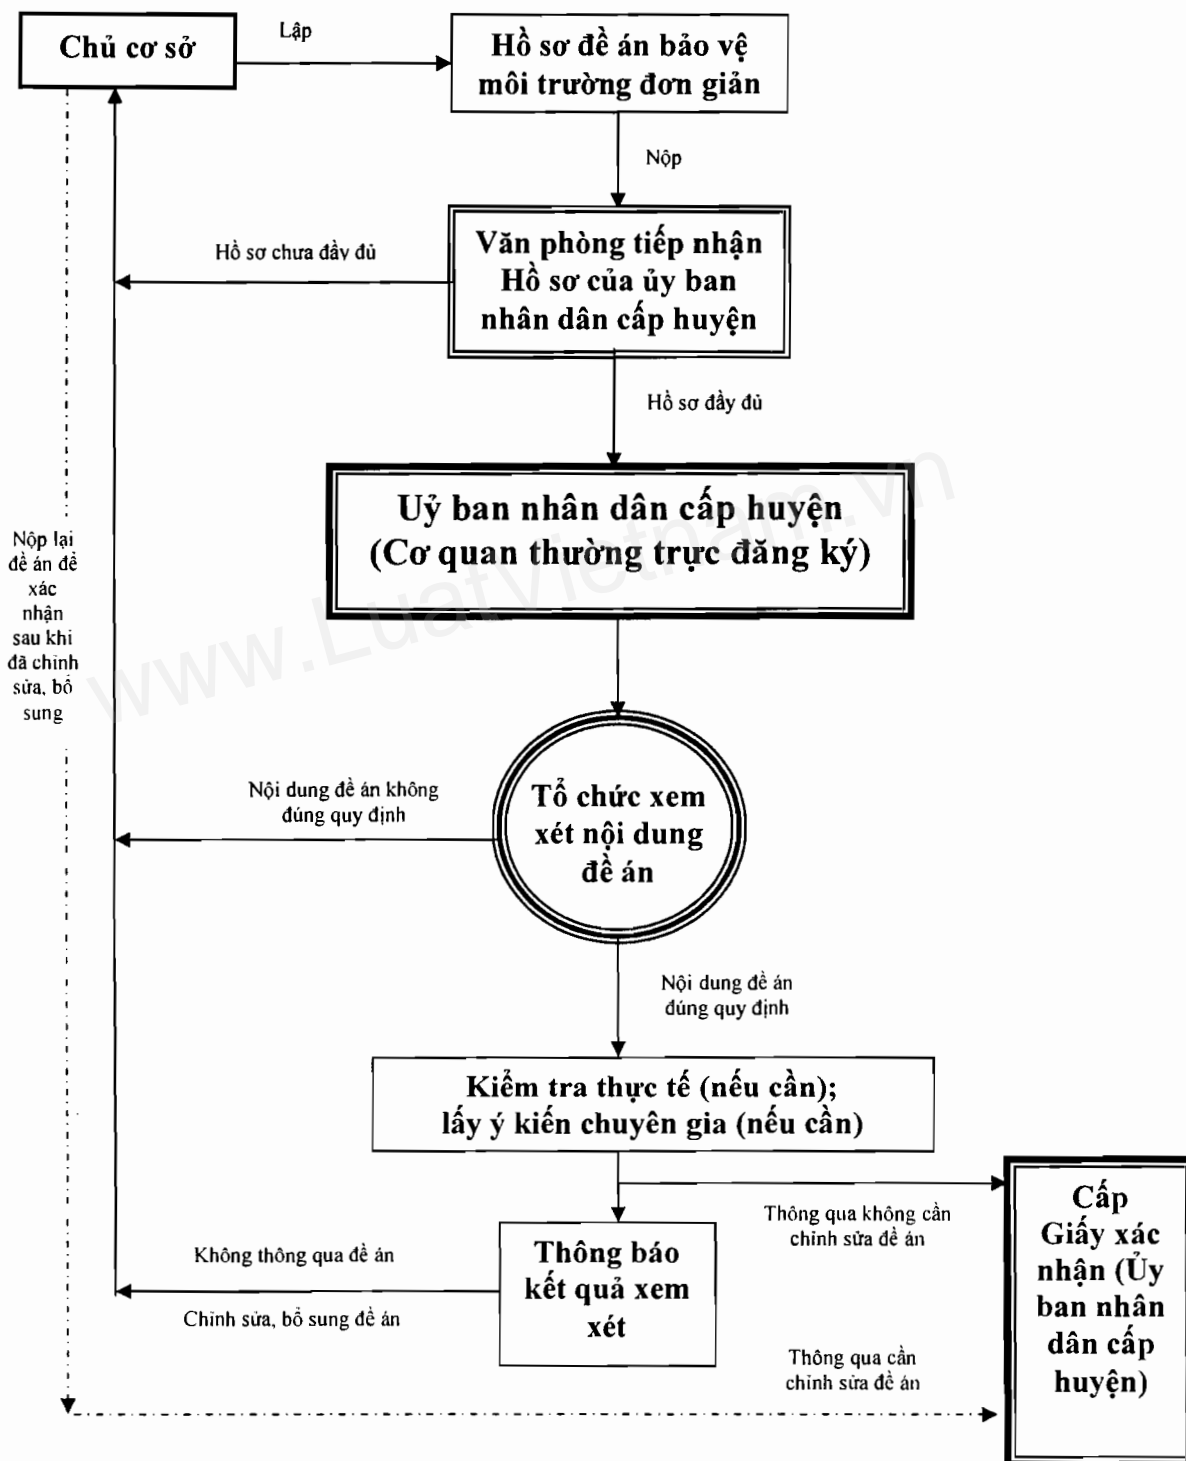 Chủ cơ sở
Lập
Hồ sơ đề án bảo vệ
môi trường đơn giản
Nộp
Văn phòng tiếp nhận
Hồ sơ của ủy ban
nhân dân cấp huyện
Hồ sơ chưa đầy đủ
Hồ sơ đầy đủ
Uỷ ban nhân dân cấp huyện
(Cơ quan thường trực đăng ký)
www.LuatVietnam.vn
Nộp lại
đề án để
xác
nhận
sau khi
đã chỉnh
sửa, bổ
sung
Tổ chức xem
xét nội dung
đề án
Nội dung đề án không
đúng quy định
Nội dung đề án
đúng quy định
Kiểm tra thực tế (nếu cần);
lấy ý kiến chuyên gia (nếu cần)
Thông qua không cần
chỉnh sửa đề án
Thông báo
kết quả xem
xét
Không thông qua đề án
Chỉnh sửa, bổ sung đề án
Cấp
Giấy xác
nhận (Ủy
ban nhân
dân cấp
huyện)
Thông qua cần
chỉnh sửa đề án